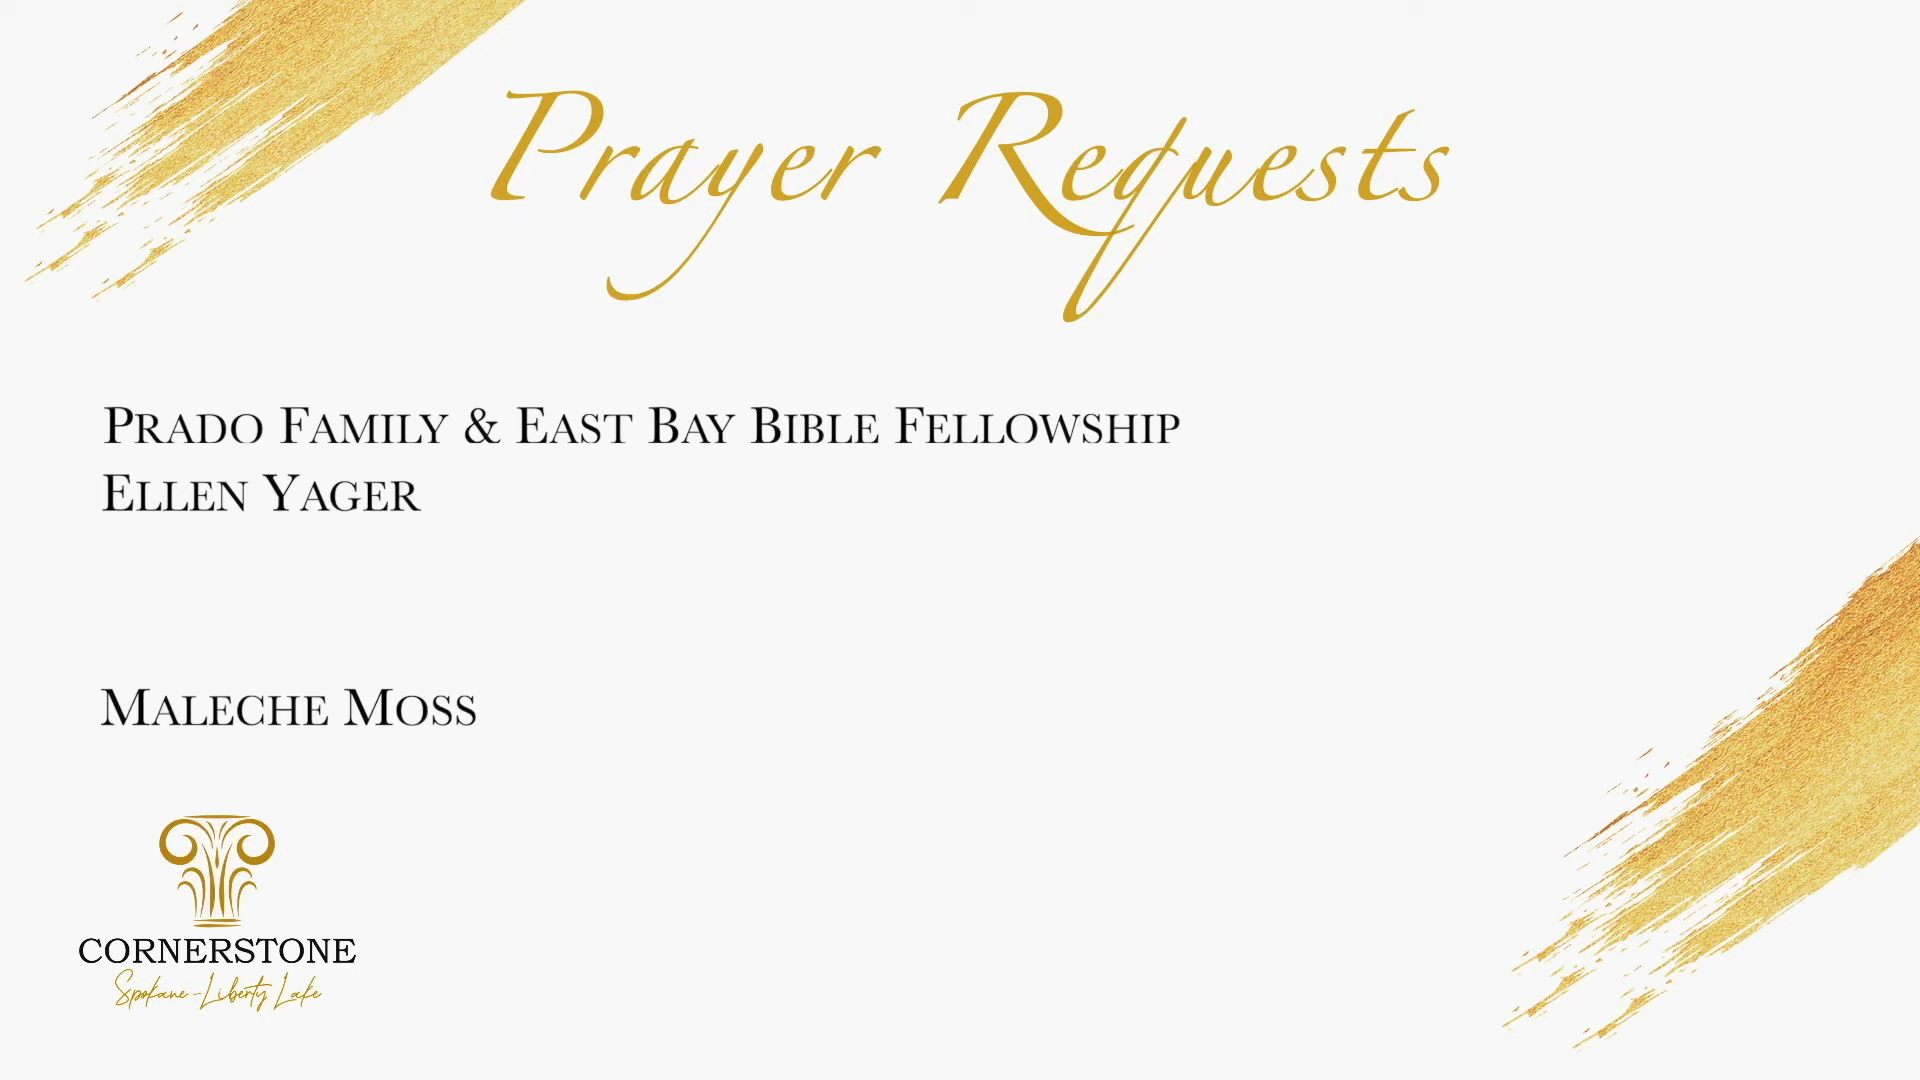 Prayer Requests
Prado Family & East Bay Bible Fellowship
Ellen Yager
Maleche Moss
CORNERSTONE
Spokane-Liberty Lake